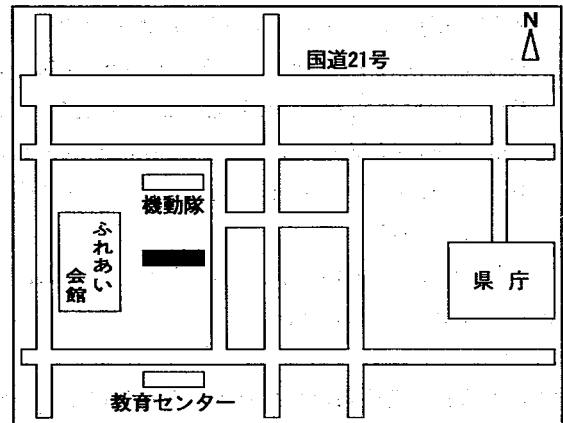 N
国道21号
機動隊
ふれあい
会館
県庁
教育センター